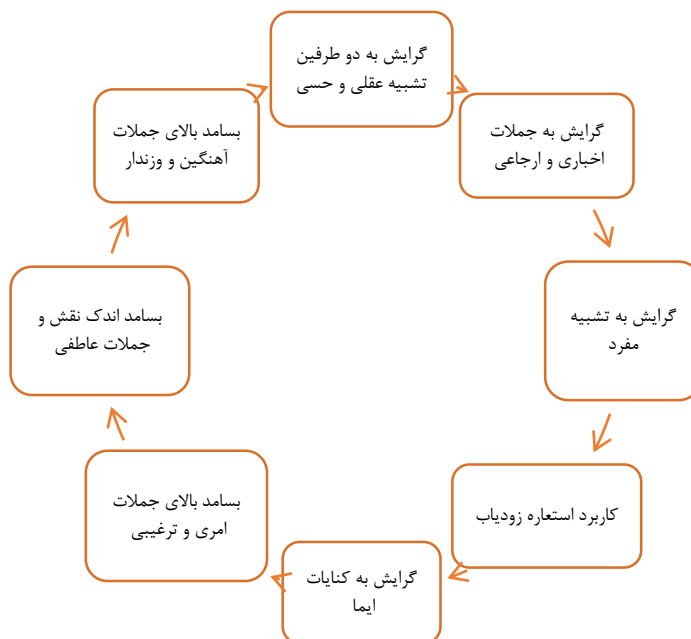 گرایش به دو طرفین
تشبیه عقلی و حسی
گرایش به جملات
اخباری و ارجاعی
گرایش به تشبیه
مفرد
کاربرد استعاره زودیاب
گرایش به کنایات
ایما
بسامد بالای جملات
امری و ترغیبی
بسامد اندک نقش و
جملات عاطفی
بسامد بالای جملات
آهنگین و وزندار